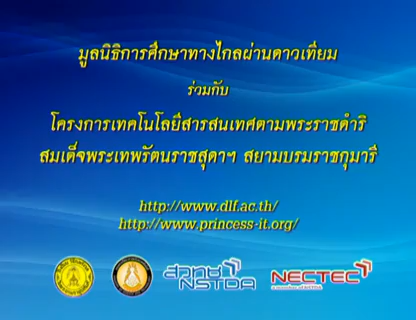 มูลนิธิการศึกษาทางไกลผ่านดาวเทียม
ร่วมกับ
โครงการเทคโนโลยีสารสนเทศตามพระราชดำริ
สมเด็จพระเทพรัตนราชสุดาฯ สยามบรมราชกุมารี
http://www.dlf.ac.th/
http://www.princess-it.org/
สวทช
NSTDA
NECTEC